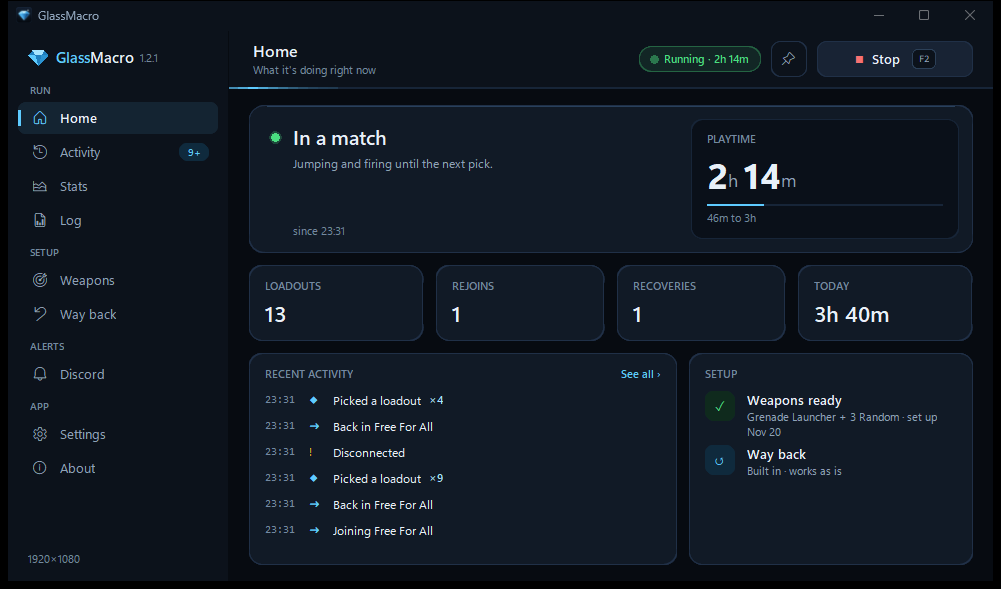 GlassMacro
GlassMacro 1.2.1
RUN
Home
Activity 9+
Stats
Log
SETUP
Weapons
Way back
ALERTS
Discord
APP
Settings
About
1920×1080
Home
What it's doing right now
Running · 2h 14m
Stop F2
In a match
Jumping and firing until the next pick.
since 23:31
PLAYTIME
2h 14m
46m to 3h
LOADOUTS
13
REJOINS
1
RECOVERIES
1
TODAY
3h 40m
RECENT ACTIVITY See all ›
23:31 ◆ Picked a loadout ×4
23:31 → Back in Free For All
23:31 ! Disconnected
23:31 ◆ Picked a loadout ×9
23:31 → Back in Free For All
23:31 → Joining Free For All
SETUP
✓ Weapons ready
Grenade Launcher + 3 Random · set up
Nov 20
↺ Way back
Built in · works as is